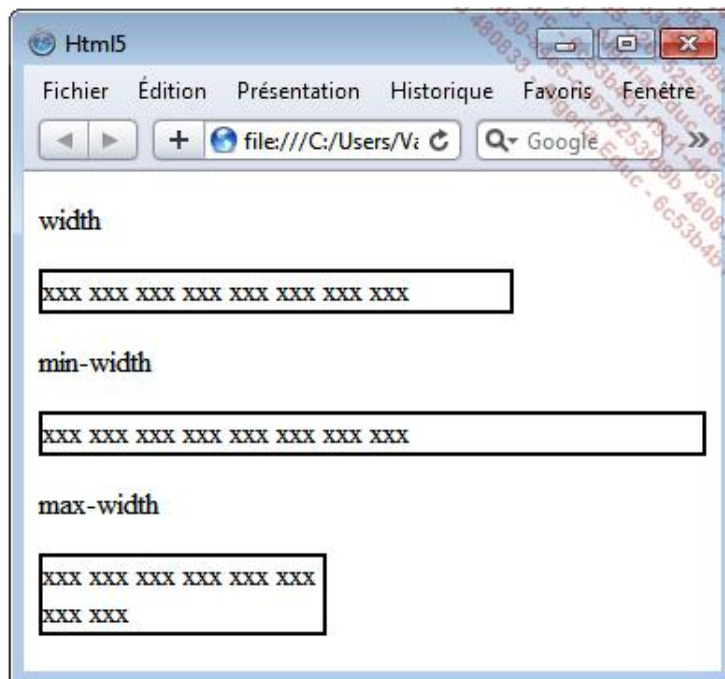 Html5
Fichier Édition Présentation Historique Favoris Fenêtre
file:///C:/Users/Va Google
width
xxx xxx xxx xxx xxx xxx xxx xxx
min-width
xxx xxx xxx xxx xxx xxx xxx xxx
max-width
xxx xxx xxx xxx xxx xxx
xxx xxx